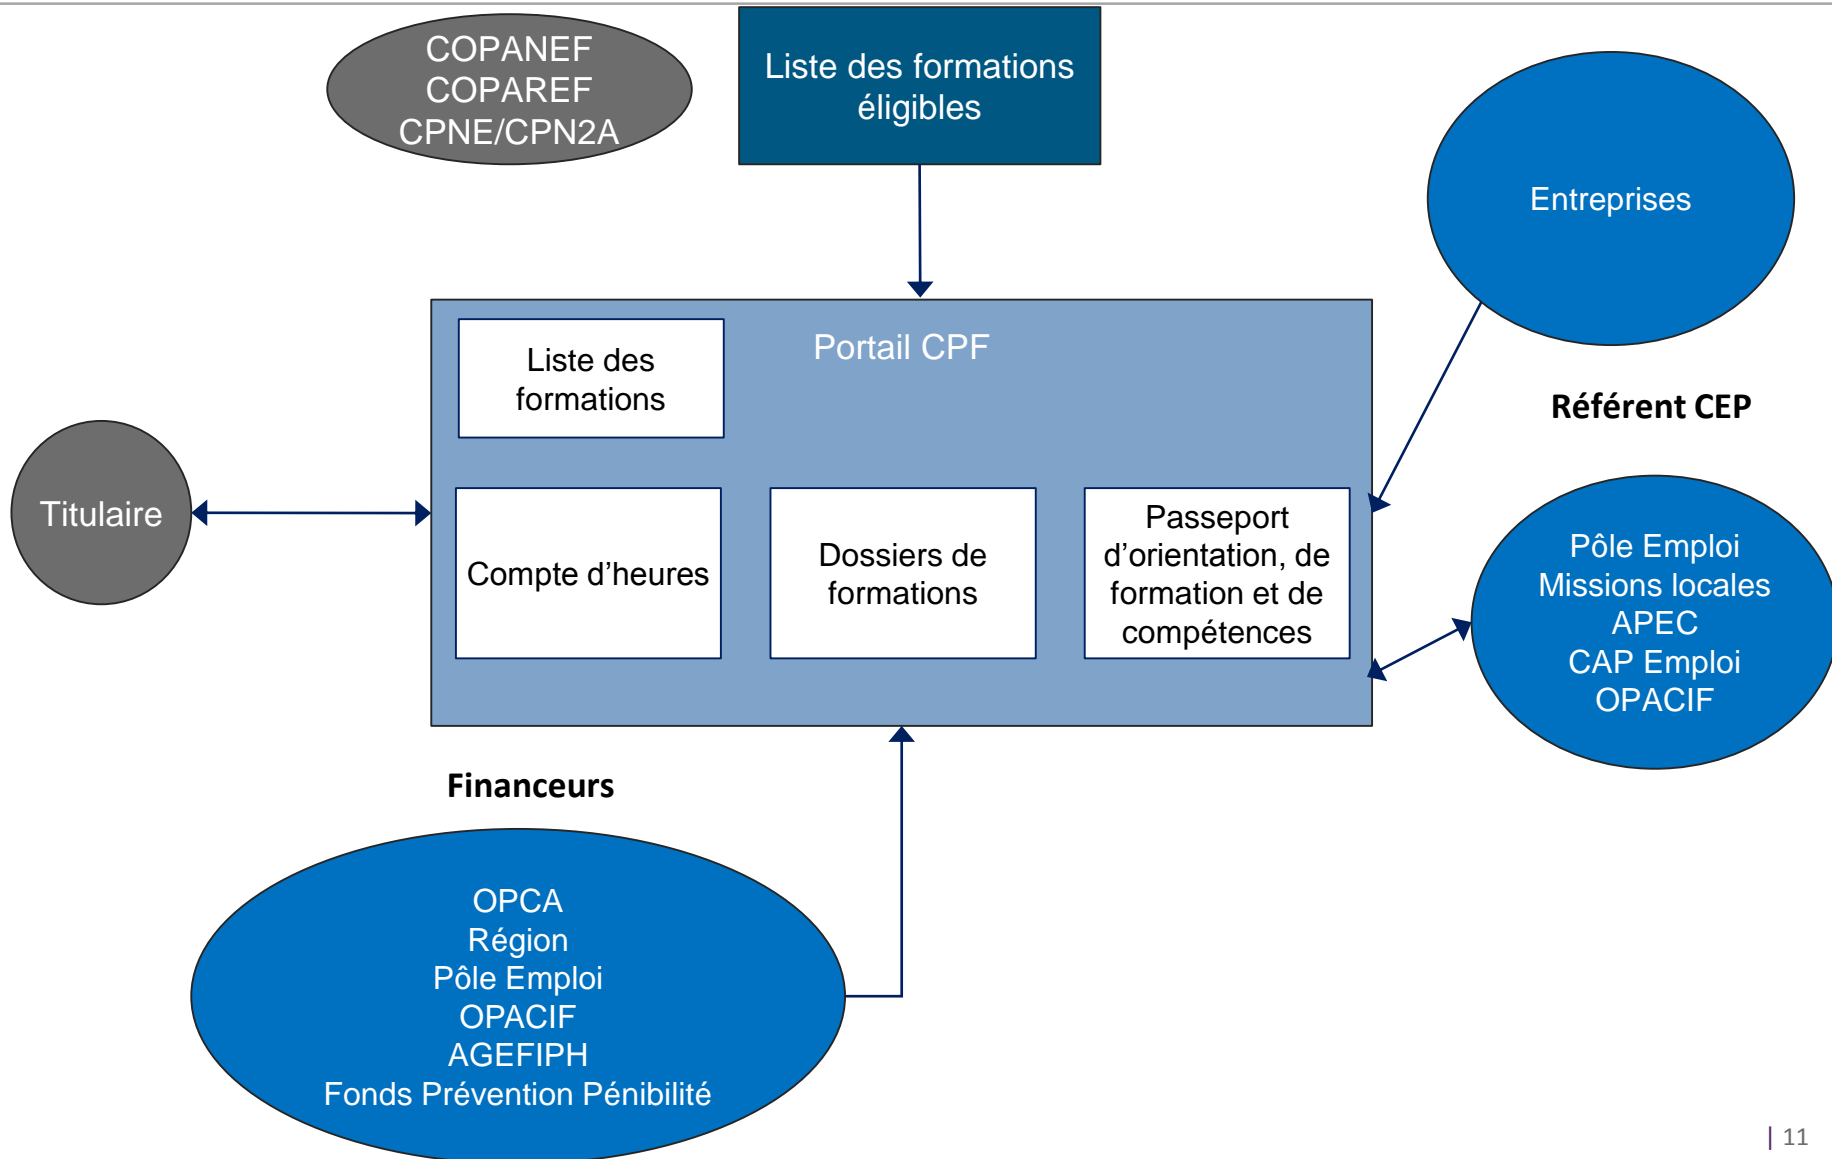 COPANEF
COPAREF
CPNE/CPN2A
Liste des formations
éligibles
Entreprises
Portail CPF
Liste des
formations
Référent CEP
Titulaire
Compte d’heures
Dossiers de
formations
Passeport
d’orientation, de
formation et de
compétences
Pôle Emploi
Missions locales
APEC
CAP Emploi
OPACIF
Financeurs
OPCA
Région
Pôle Emploi
OPACIF
AGEFIPH
Fonds Prévention Pénibilité
| 11